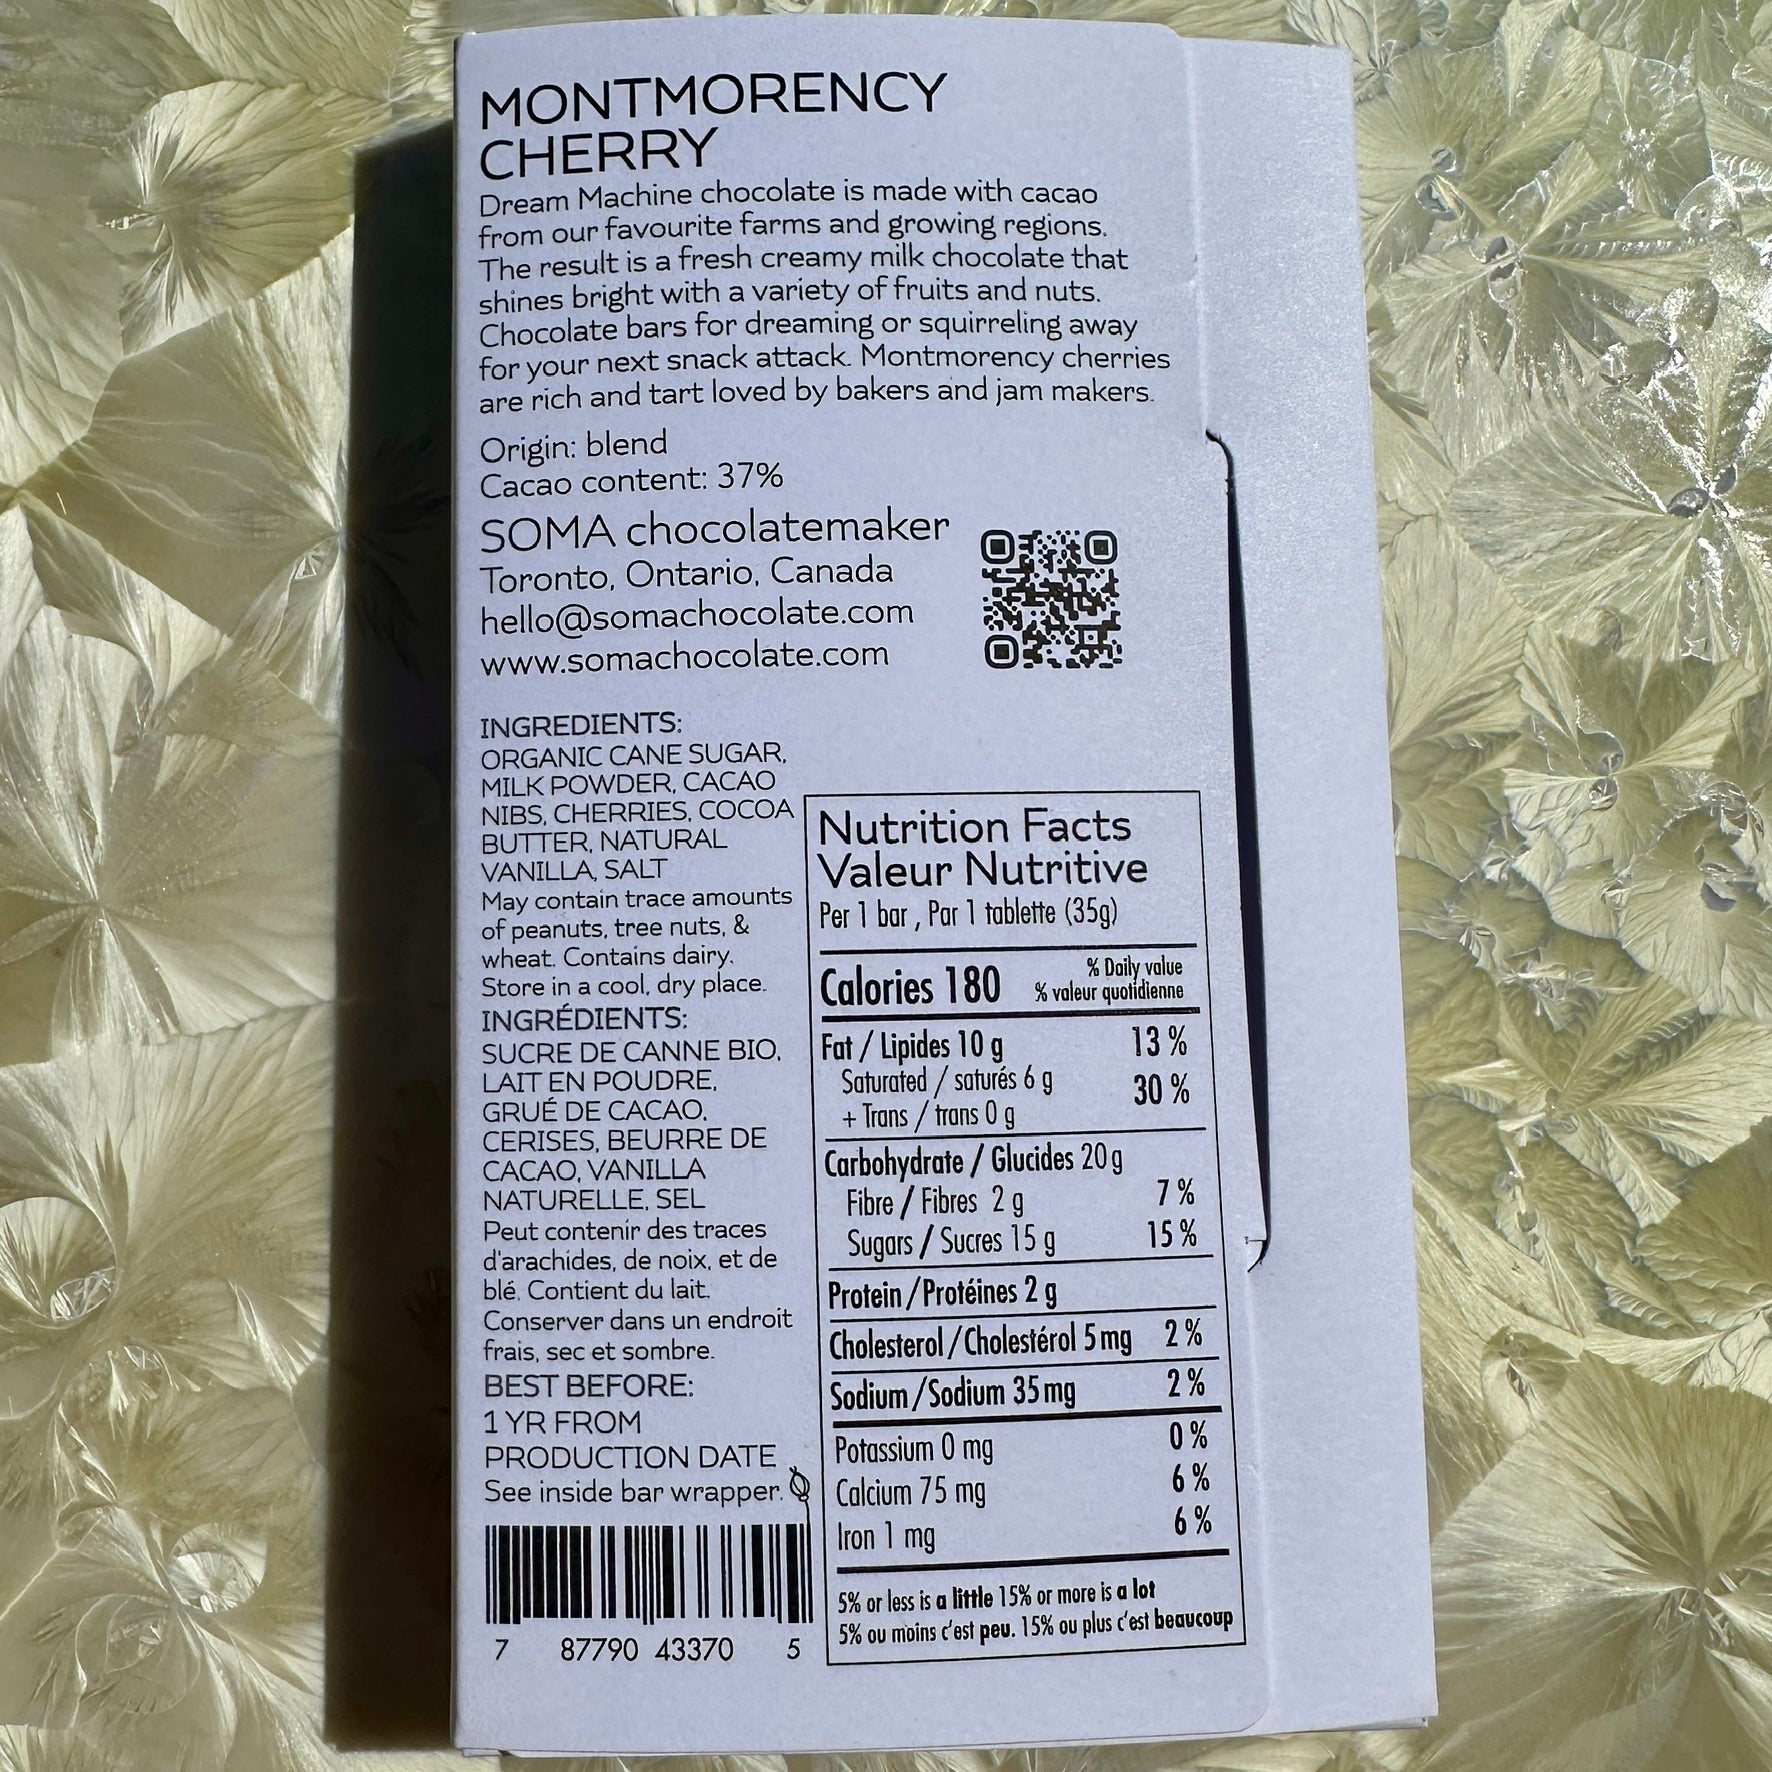 MONTMORENCY
CHERRY
Dream Machine chocolate is made with cacao
from our favourite farms and growing regions.
The result is a fresh creamy milk chocolate that
shines bright with a variety of fruits and nuts.
Chocolate bars for dreaming or squirreling away
for your next snack attack. Montmorency cherries
are rich and tart loved by bakers and jam makers.
Origin: blend
Cacao content: 37%
SOMA chocolatemaker
Toronto, Ontario, Canada
hello@somachocolate.com
www.somachocolate.com
INGREDIENTS:
ORGANIC CANE SUGAR,
MILK POWDER, CACAO
NIBS, CHERRIES, COCOA
BUTTER, NATURAL
VANILLA, SALT
May contain trace amounts
of peanuts, tree nuts, &
wheat. Contains dairy.
Store in a cool, dry place.
INGRÉDIENTS:
SUCRE DE CANNE BIO,
LAIT EN POUDRE,
GRUÉ DE CACAO,
CERISES, BEURRE DE
CACAO, VANILLA
NATURELLE, SEL
Peut contenir des traces
d'arachides, de noix, et de
blé. Contient du lait.
Conserver dans un endroit
frais, sec et sombre.
BEST BEFORE:
1 YR FROM
PRODUCTION DATE
See inside bar wrapper.
7 87790 43370 5
Nutrition Facts
Valeur Nutritive
Per 1 bar , Par 1 tablette (35g)
Calories 180 % Daily value
% valeur quotidienne
Fat / Lipides 10 g 13 %
Saturated / saturés 6 g 30 %
+ Trans / trans 0 g
Carbohydrate / Glucides 20 g
Fibre / Fibres 2 g 7 %
Sugars / Sucres 15 g 15 %
Protein / Protéines 2 g
Cholesterol / Cholestérol 5 mg 2 %
Sodium / Sodium 35 mg 2 %
Potassium 0 mg 0 %
Calcium 75 mg 6 %
Iron 1 mg 6 %
5% or less is a little 15% or more is a lot
5% ou moins c'est peu. 15% ou plus c'est beaucoup